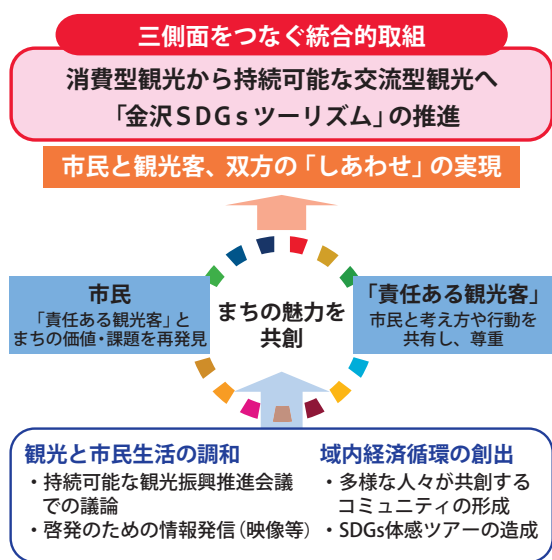 三側面をつなぐ統合的取組
消費型観光から持続可能な交流型観光へ
「金沢SDGsツーリズム」の推進
市民と観光客、双方の「しあわせ」の実現
市民
「責任ある観光客」と
まちの価値・課題を再発見
まちの魅力を
共創
「責任ある観光客」
市民と考え方や行動を
共有し、尊重
観光と市民生活の調和
・持続可能な観光振興推進会議
での議論
・啓発のための情報発信(映像等)
域内経済循環の創出
・多様な人々が共創する
コミュニティの形成
・SDGs体感ツアーの造成